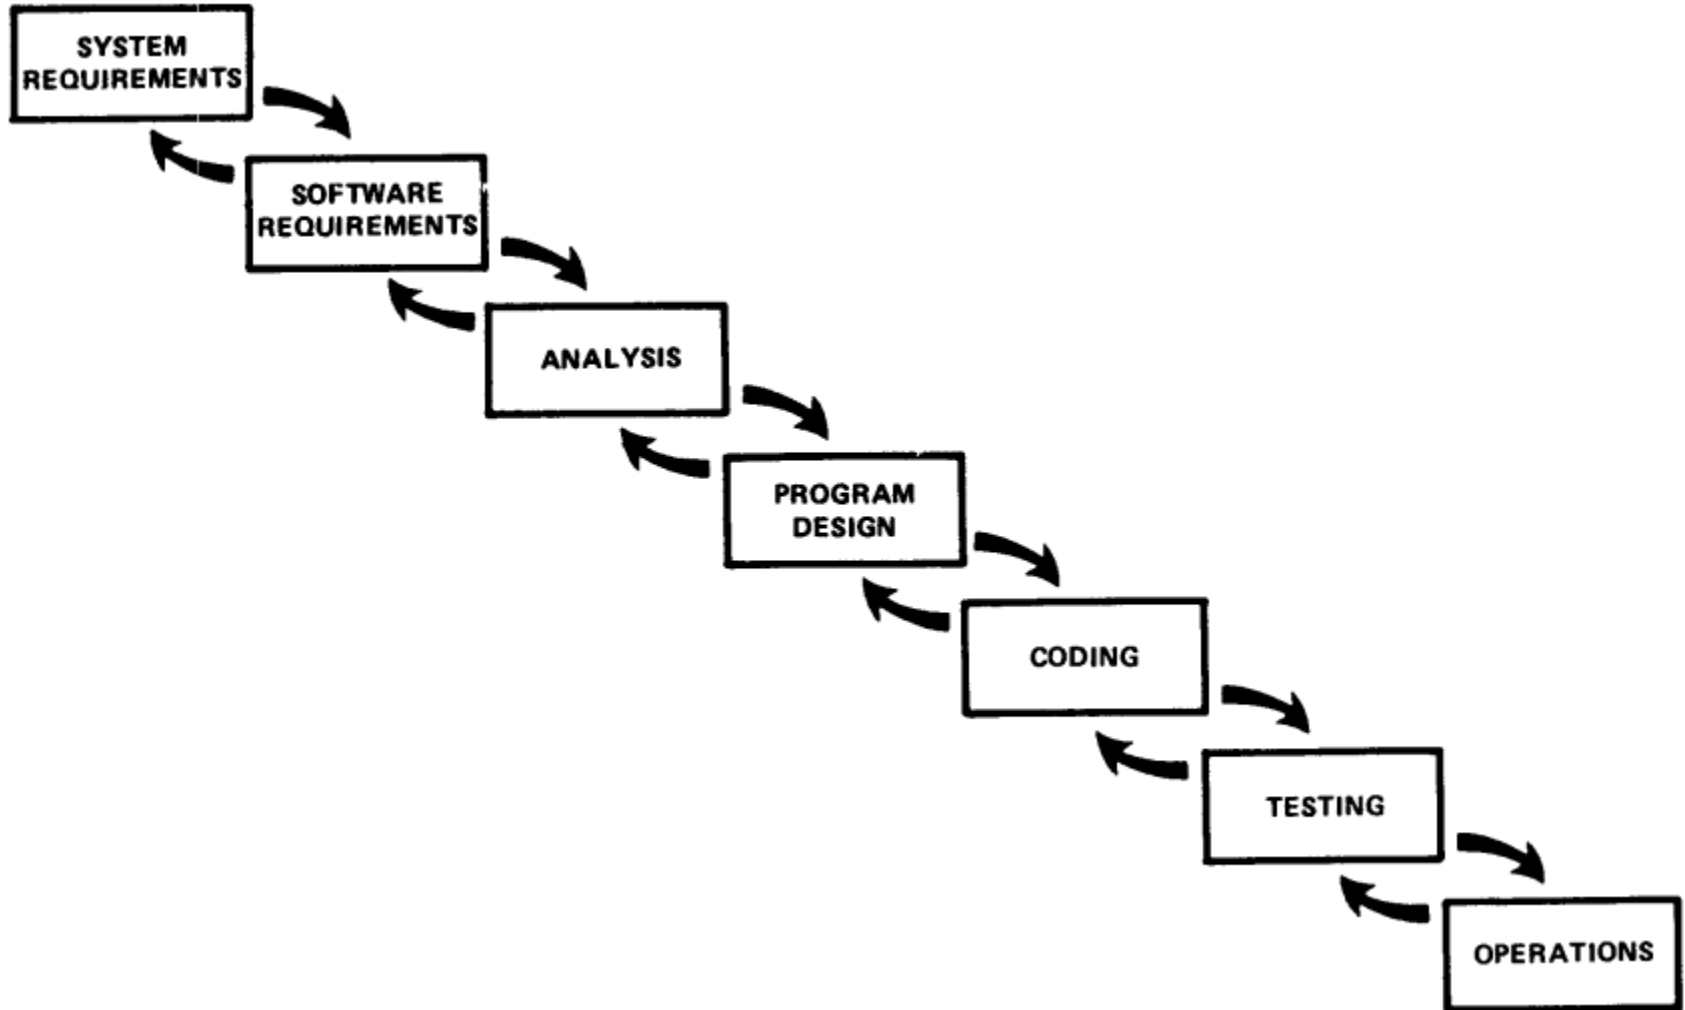 SYSTEM
REQUIREMENTS
SOFTWARE
REQUIREMENTS
ANALYSIS
PROGRAM
DESIGN
CODING
TESTING
OPERATIONS